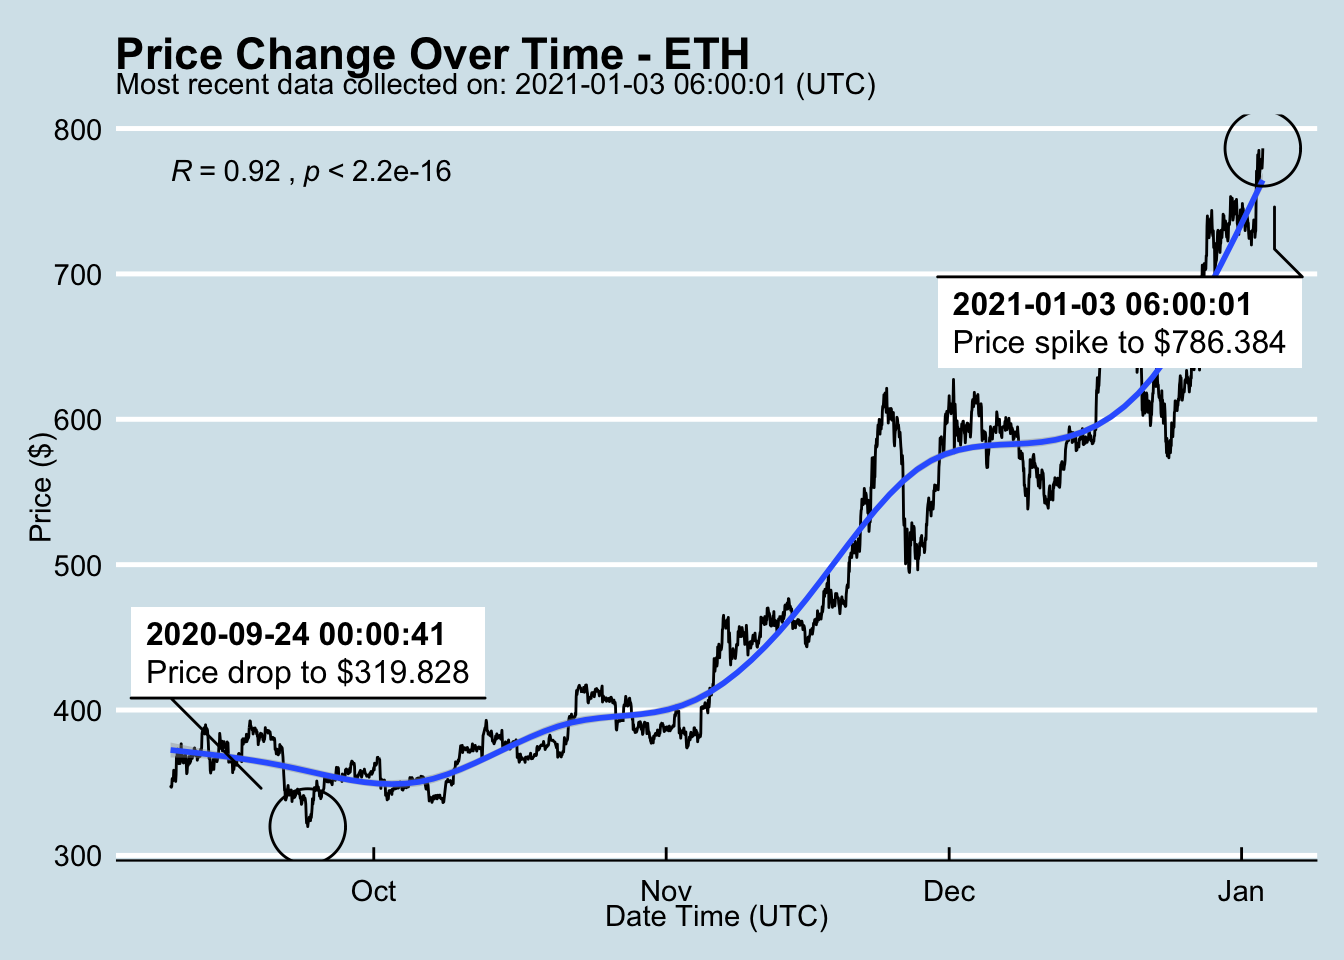 Price Change Over Time - ETH
Most recent data collected on: 2021-01-03 06:00:01 (UTC)
R = 0.92 , p < 2.2e-16
800
700
600
500
400
300
Price ($)
2021-01-03 06:00:01
Price spike to $786.384
2020-09-24 00:00:41
Price drop to $319.828
Oct
Nov
Dec
Jan
Date Time (UTC)